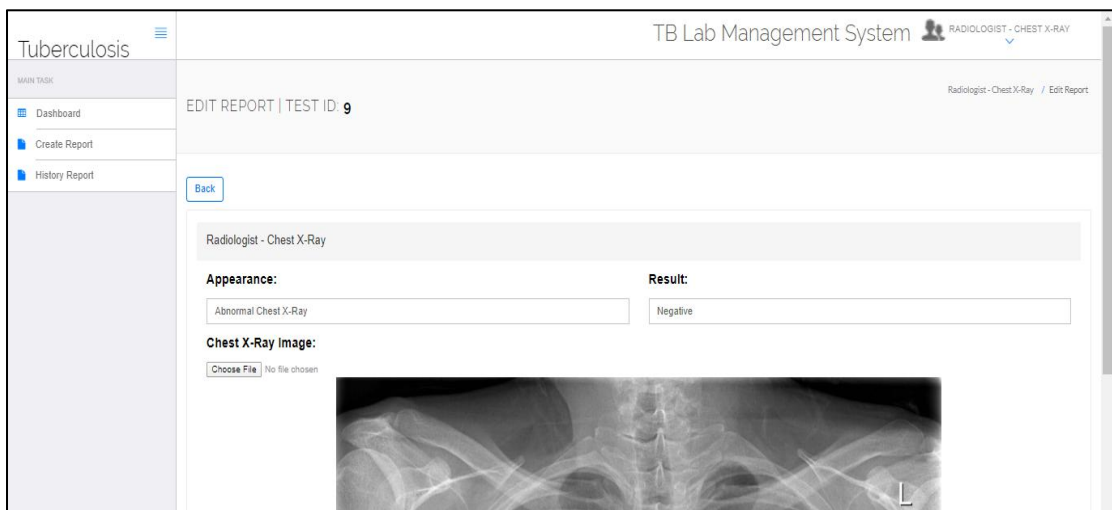 Tuberculosis
TB Lab Management System
RADIOLOGIST - CHEST X-RAY
MAIN TASK
Dashboard
Create Report
History Report
EDIT REPORT | TEST ID: 9
Radiologist - Chest X-Ray / Edit Report
Back
Radiologist - Chest X-Ray
Appearance:
Result:
Abnormal Chest X-Ray
Negative
Chest X-Ray Image:
Choose File No file chosen
L